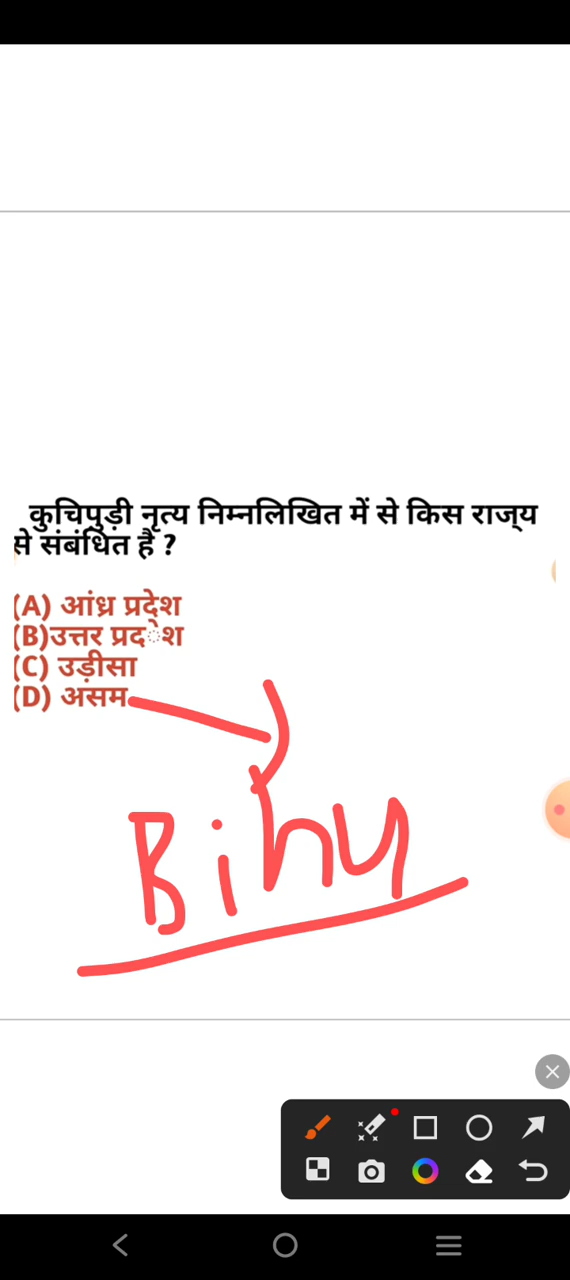 कुचिपुड़ी नृत्य निम्नलिखित में से किस राज्य
से संबंधित है ?
(A) आंध्र प्रदेश
(B)उत्तर प्रद​ेश
(C) उड़ीसा
(D) असम
Bihu